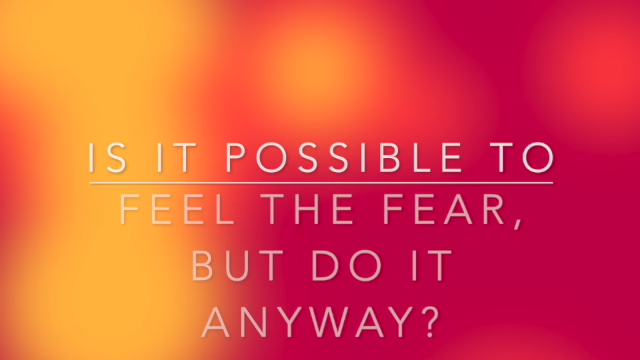 IS IT POSSIBLE TO
FEEL THE FEAR,
BUT DO IT
ANYWAY?